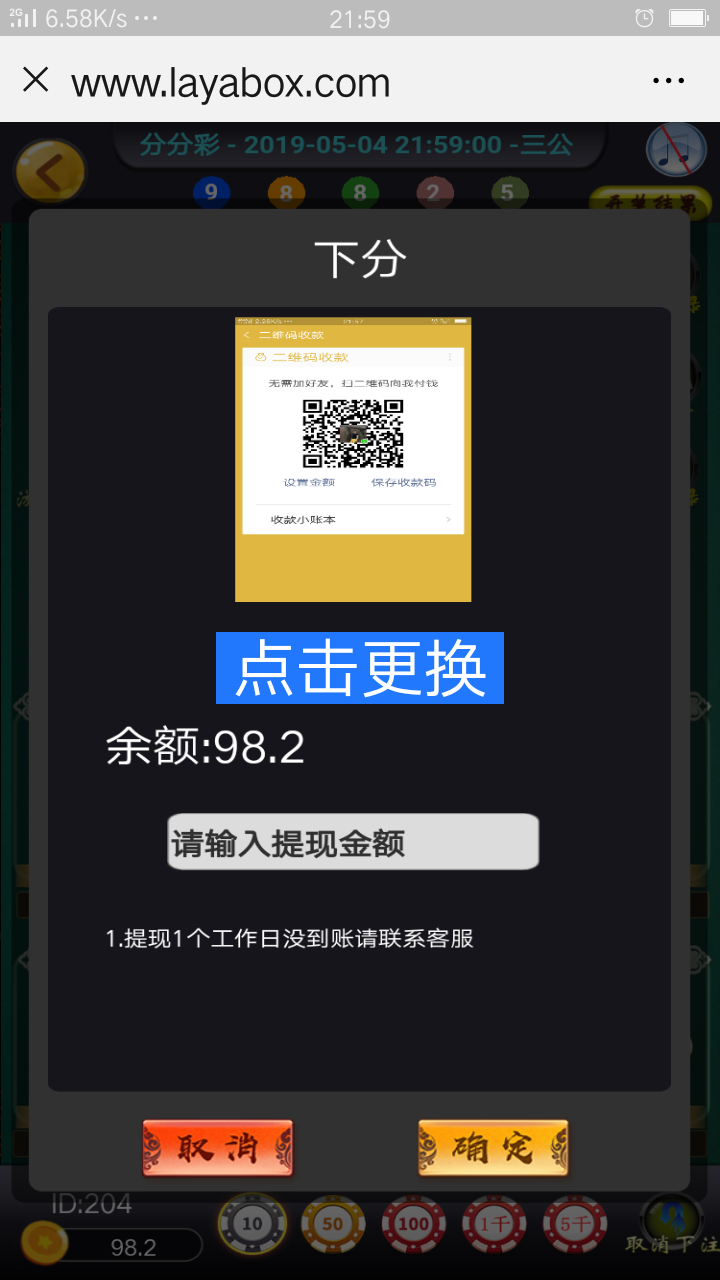 2G 6.58K/s ··· 21:59
www.layabox.com ···
分分彩 - 2019-05-04 21:59:00 -三公
9 8 8 2 5
开奖结果
下分
二维码收款
二维码收款
无需加好友，扫二维码向我付钱
设置金额 保存收款码
收款小账本
点击更换
余额:98.2
请输入提现金额
1.提现1个工作日没到账请联系客服
取消 确定
ID:204
98.2
10 50 100 1千 5千
取消下注